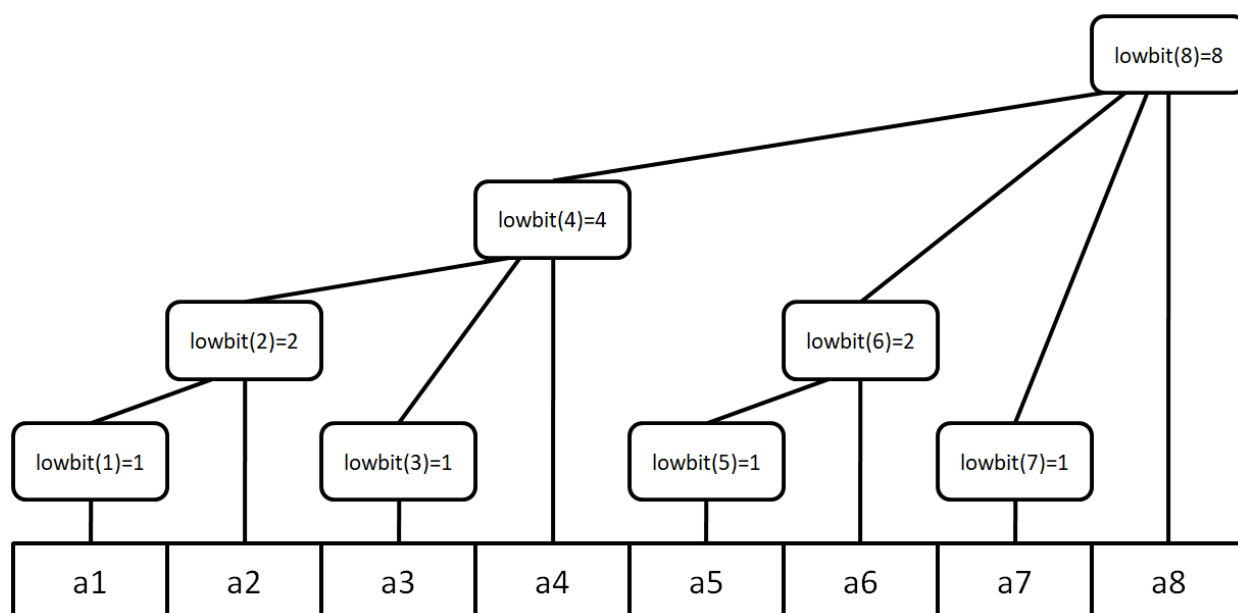 lowbit(8)=8
lowbit(4)=4
lowbit(2)=2
lowbit(6)=2
lowbit(1)=1
lowbit(3)=1
lowbit(5)=1
lowbit(7)=1
a1 a2 a3 a4 a5 a6 a7 a8